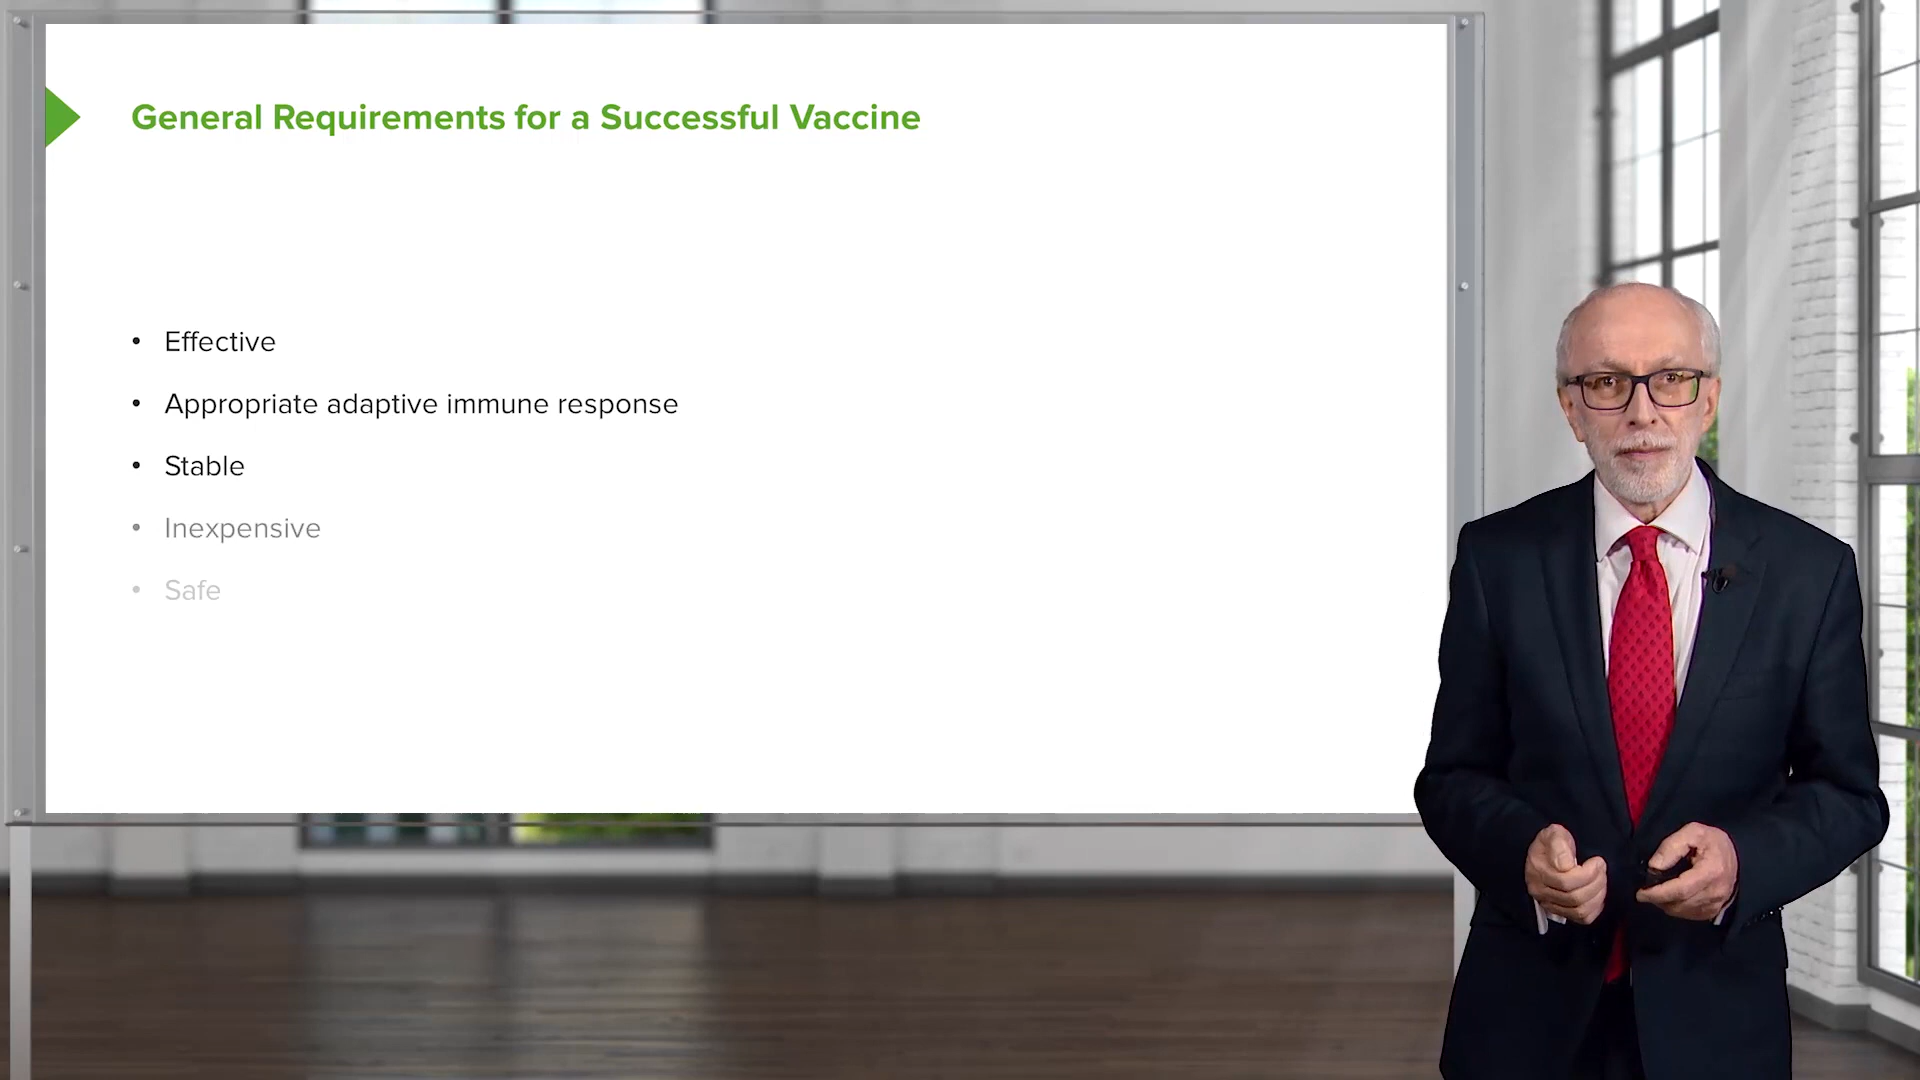 General Requirements for a Successful Vaccine
• Effective
• Appropriate adaptive immune response
• Stable
• Inexpensive
• Safe